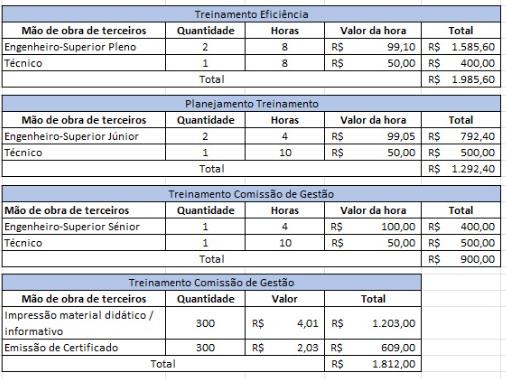 Treinamento Eficiência
Mão de obra de terceiros Quantidade Horas Valor da hora Total
Engenheiro-Superior Pleno 2 8 R$ 99,10 R$ 1.585,60
Técnico 1 8 R$ 50,00 R$ 400,00
Total R$ 1.985,60
Planejamento Treinamento
Mão de obra de terceiros Quantidade Horas Valor da hora Total
Engenheiro-Superior Júnior 2 4 R$ 99,05 R$ 792,40
Técnico 1 10 R$ 50,00 R$ 500,00
Total R$ 1.292,40
Treinamento Comissão de Gestão
Mão de obra de terceiros Quantidade Horas Valor da hora Total
Engenheiro-Superior Sénior 1 4 R$ 100,00 R$ 400,00
Técnico 1 10 R$ 50,00 R$ 500,00
Total R$ 900,00
Treinamento Comissão de Gestão
Mão de obra de terceiros Quantidade Valor Total
Impressão material didático /
informativo 300 R$ 4,01 R$ 1.203,00
Emissão de Certificado 300 R$ 2,03 R$ 609,00
Total R$ 1.812,00